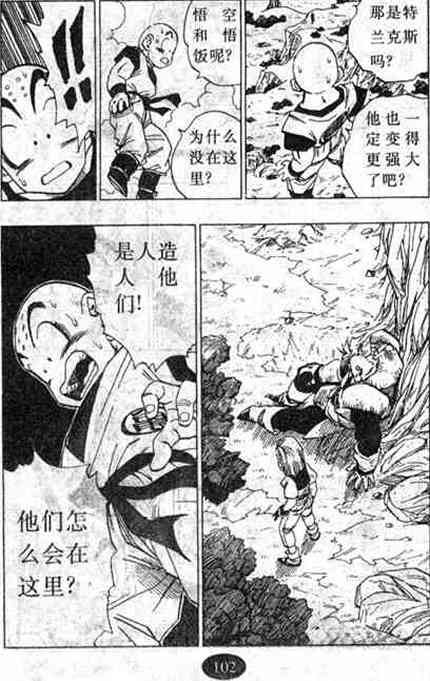 那是特
兰克斯
吗?
他也一
定变得
更强大
了吧?
悟空
和悟
饭呢?
为什么
没在这
里?
!!
是人造
人他
们!
他们怎
么会在
这里?
102